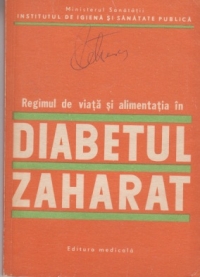 Ministerul Sănătății
INSTITUTUL DE IGIENĂ ȘI SĂNĂTATE PUBLICĂ
Regimul de viață și alimentația în
DIABETUL
ZAHARAT
Editura medicală